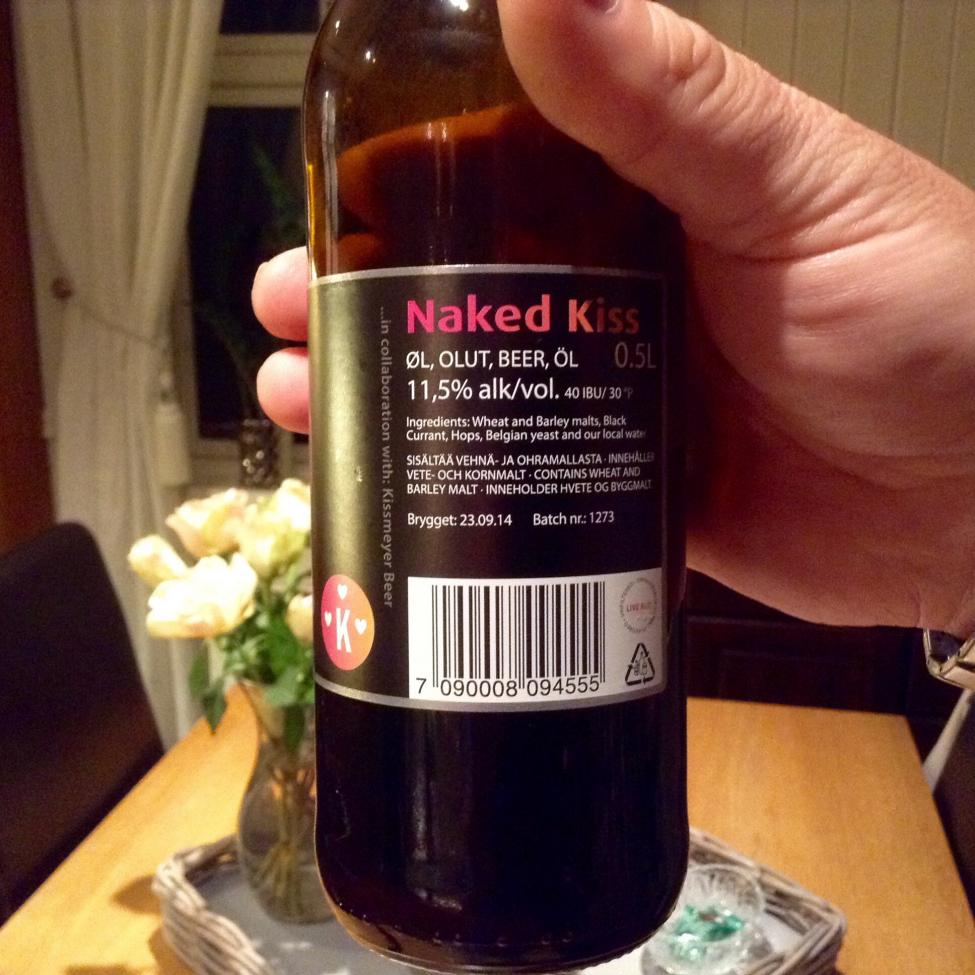 Naked Kiss
ØL, OLUT, BEER, ÖL 0.5L
11,5% alk/vol. 40 IBU/ 30 °P
Ingredients: Wheat and Barley malts, Black
Currant, Hops, Belgian yeast and our local water
SISÄLTÄÄ VEHNÄ- JA OHRAMALLASTA · INNEHÅLLER
VETE- OCH KORNMALT · CONTAINS WHEAT AND
BARLEY MALT · INNEHOLDER HVETE OG BYGGMALT
Brygget: 23.09.14 Batch nr.: 1273
...in collaboration with: Kissmeyer Beer
K
7 090008 094555